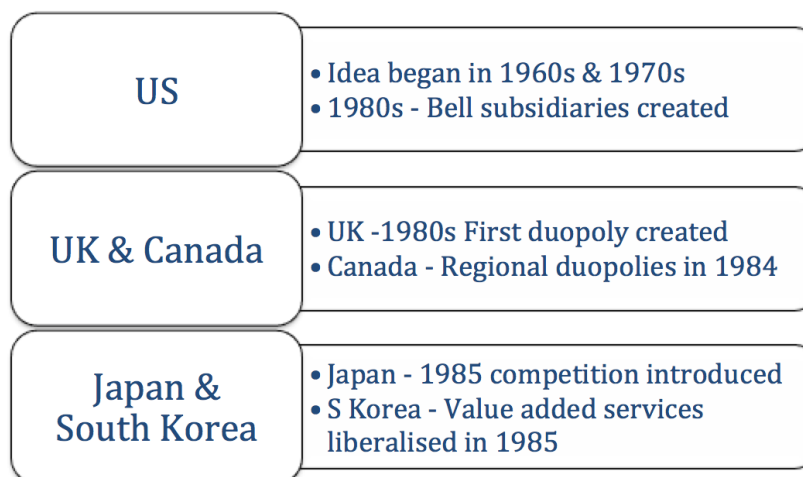 US
• Idea began in 1960s & 1970s
• 1980s - Bell subsidiaries created
UK & Canada
• UK -1980s First duopoly created
• Canada - Regional duopolies in 1984
Japan &
South Korea
• Japan - 1985 competition introduced
• S Korea - Value added services
liberalised in 1985